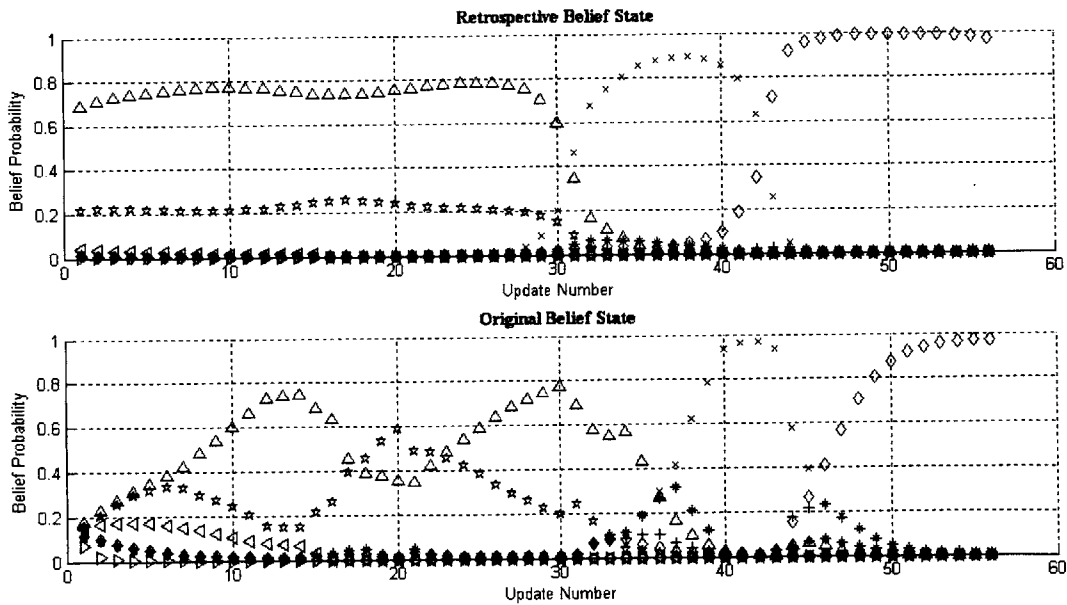 Retrospective Belief State
1
0.8
0.6
0.4
0.2
0
Belief Probability
0 10 20 30 40 50 60
Update Number
Original Belief State
1
0.8
0.6
0.4
0.2
0
Belief Probability
0 10 20 30 40 50 60
Update Number